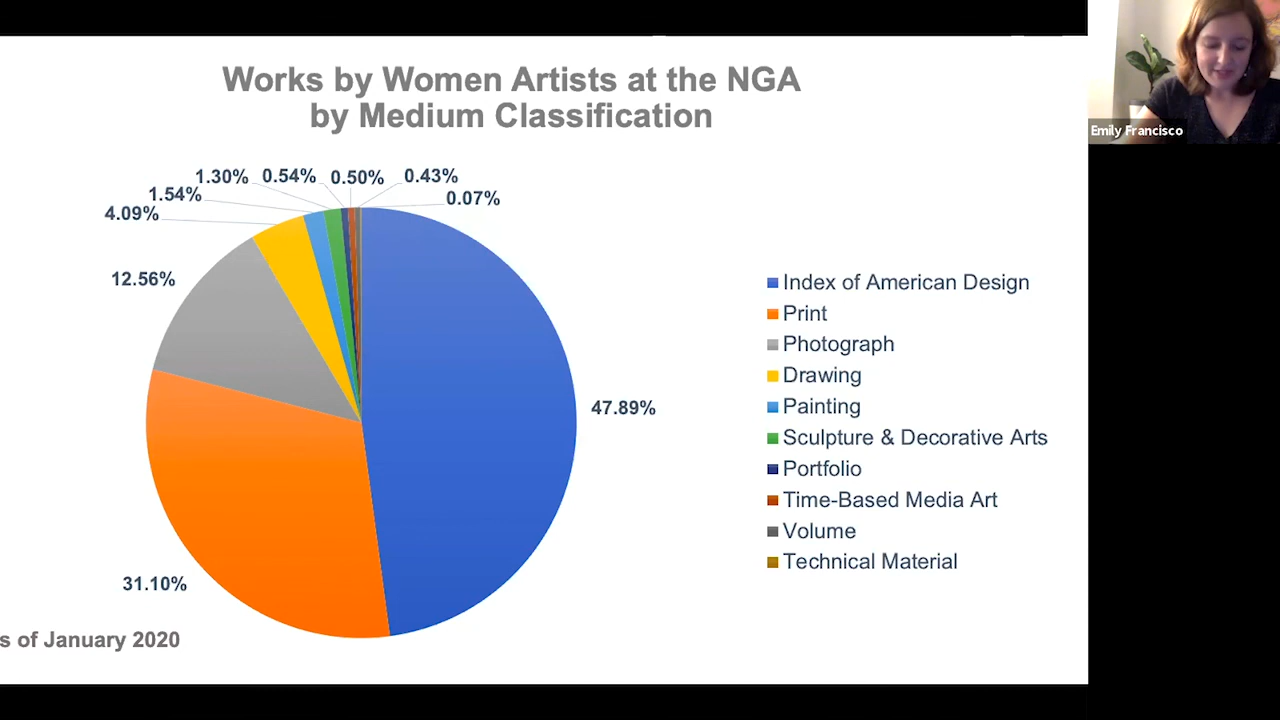 Works by Women Artists at the NGA
by Medium Classification
Emily Francisco
1.30%
0.54%
0.50%
0.43%
1.54%
0.07%
4.09%
12.56%
47.89%
31.10%
Index of American Design
Print
Photograph
Drawing
Painting
Sculpture & Decorative Arts
Portfolio
Time-Based Media Art
Volume
Technical Material
s of January 2020